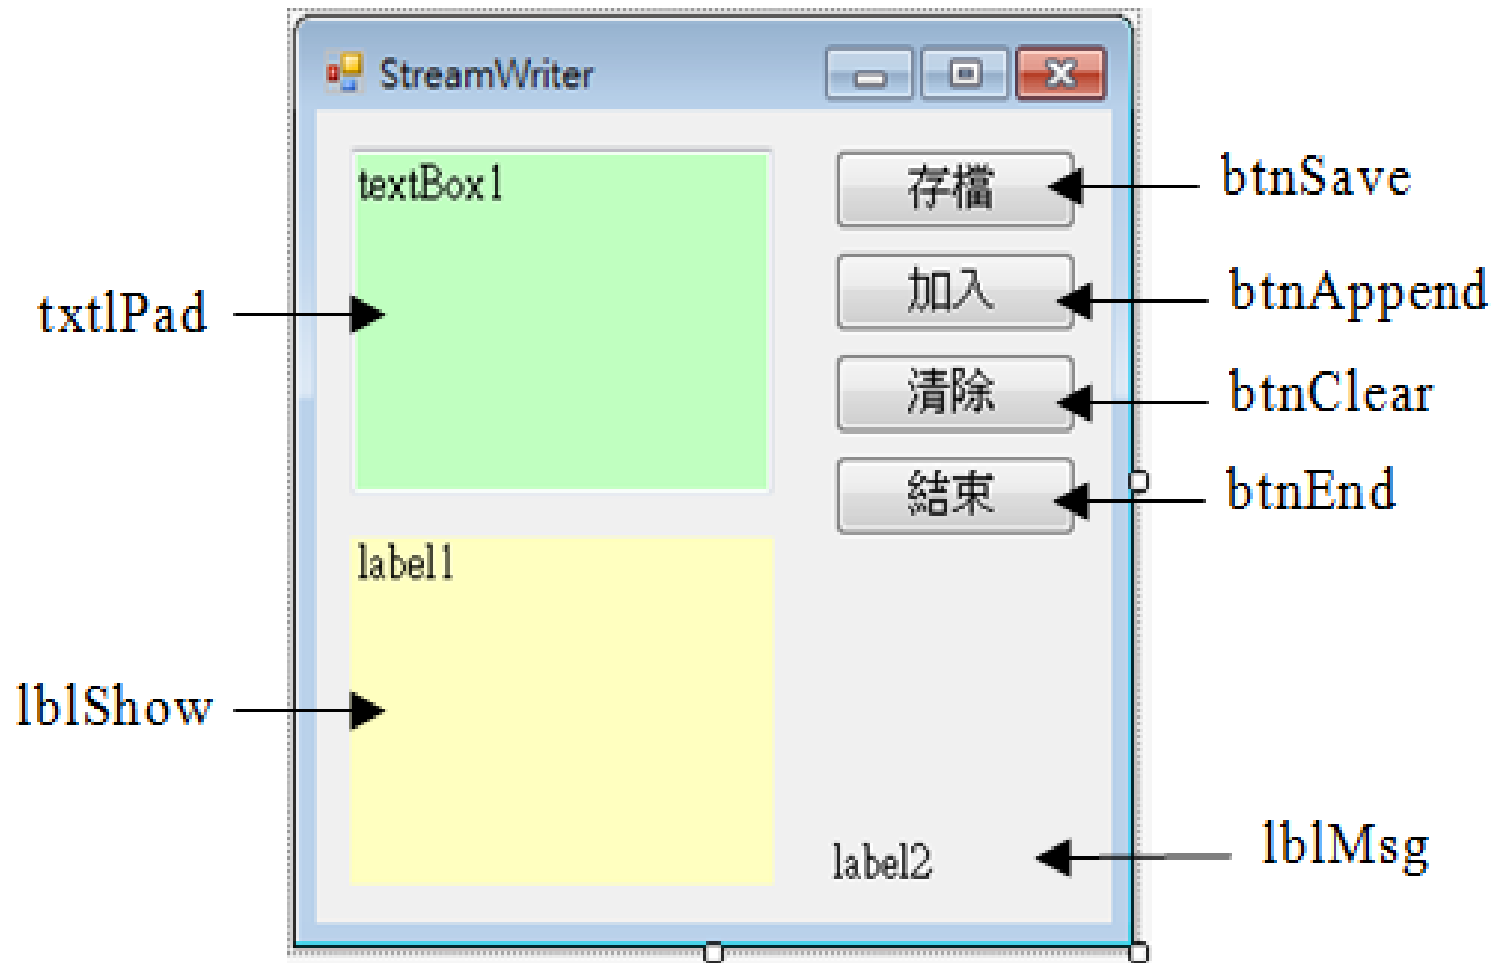 StreamWriter
textBox1
存檔
btnSave
加入
btnAppend
txtlPad
清除
btnClear
結束
btnEnd
label1
lblShow
label2
lblMsg